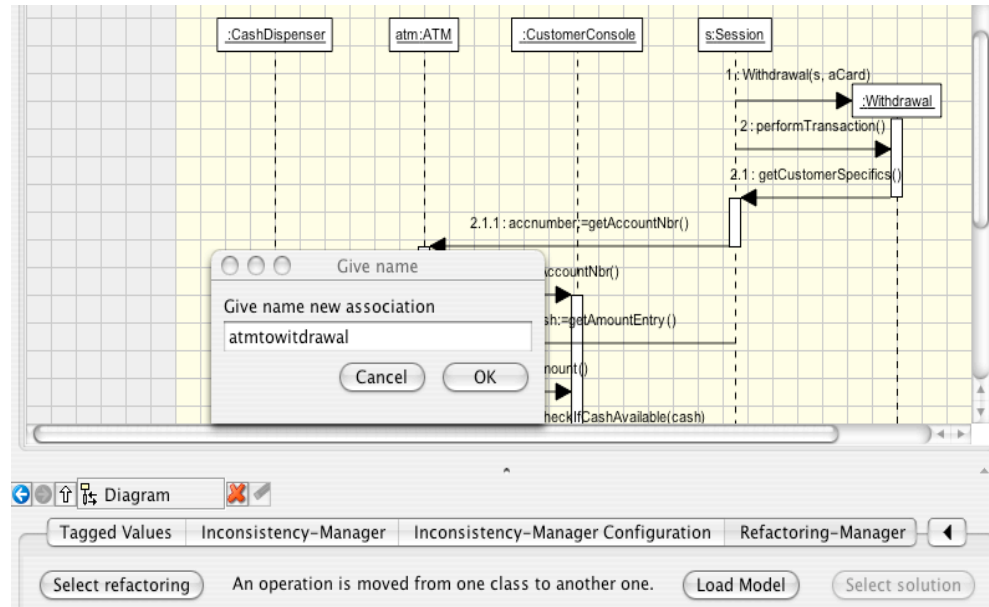 :CashDispenser atm:ATM :CustomerConsole s:Session
1 : Withdrawal(s, aCard)
:Withdrawal
2 : performTransaction()
2.1 : getCustomerSpecifics()
2.1.1 : accnumber:=getAccountNbr()
Give name
ccountNbr()
Give name new association
sh:=getAmountEntry()
atmtowitdrawal
Cancel OK
mount()
heckIfCashAvailable(cash)
Diagram
Tagged Values Inconsistency-Manager Inconsistency-Manager Configuration Refactoring-Manager
Select refactoring An operation is moved from one class to another one. Load Model Select solution